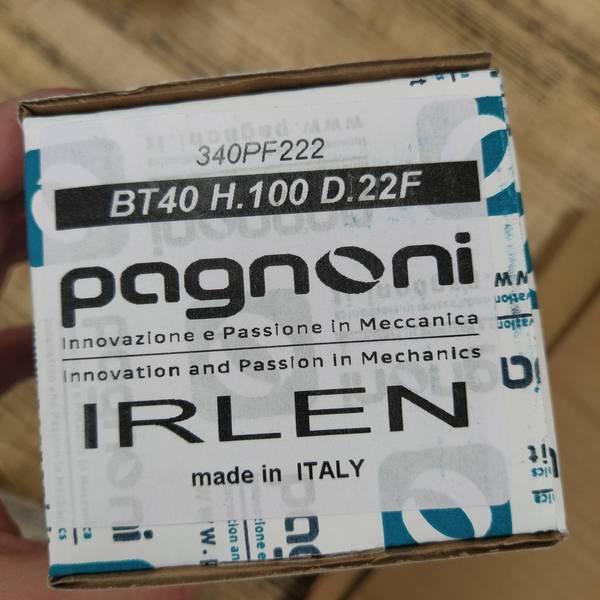 340PF222
BT40 H.100 D.22F
pagnoni
Innovazione e Passione in Meccanica
Innovation and Passion in Mechanics
IRLEN
made in ITALY